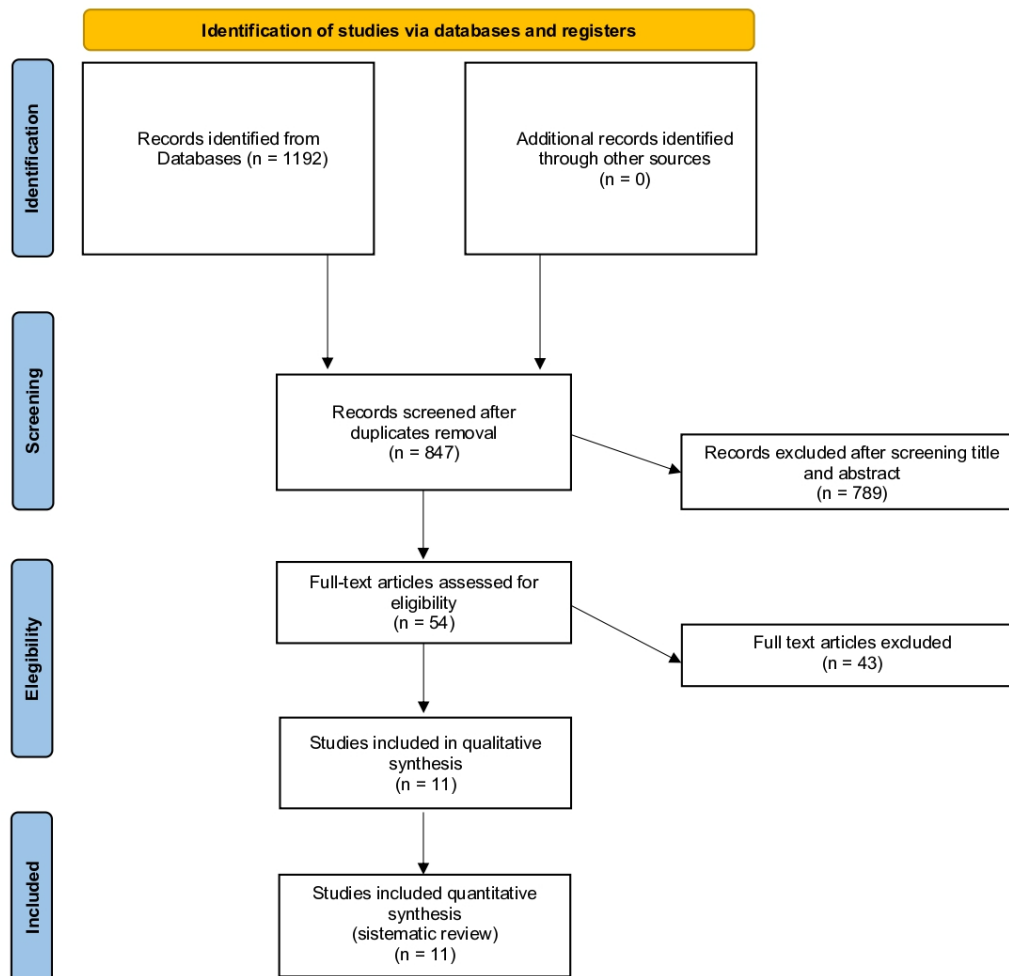 Identification of studies via databases and registers
Identification
Records identified from
Databases (n = 1192)
Additional records identified
through other sources
(n = 0)
Screening
Records screened after
duplicates removal
(n = 847)
Records excluded after screening title
and abstract
(n = 789)
Elegibility
Full-text articles assessed for
eligibility
(n = 54)
Full text articles excluded
(n = 43)
Studies included in qualitative
synthesis
(n = 11)
Included
Studies included quantitative
synthesis
(sistematic review)
(n = 11)